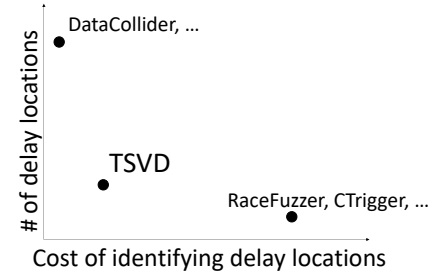 DataCollider, ...
# of delay locations
TSVD
RaceFuzzer, CTrigger, ...
Cost of identifying delay locations